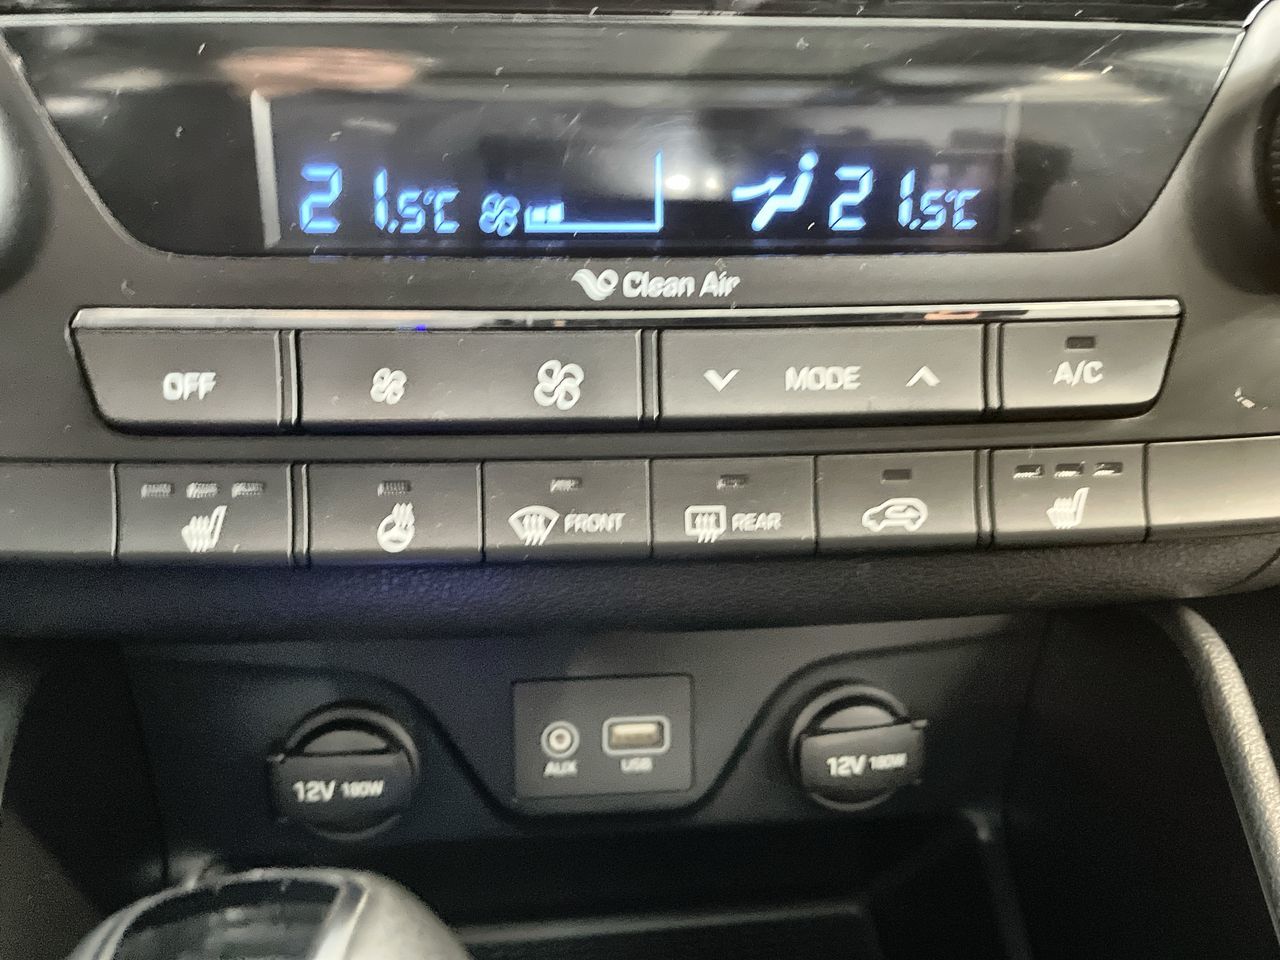 21.5°C 21.5°C
Clean Air
OFF MODE A/C
FRONT REAR
12V 180W AUX USB 12V 180W